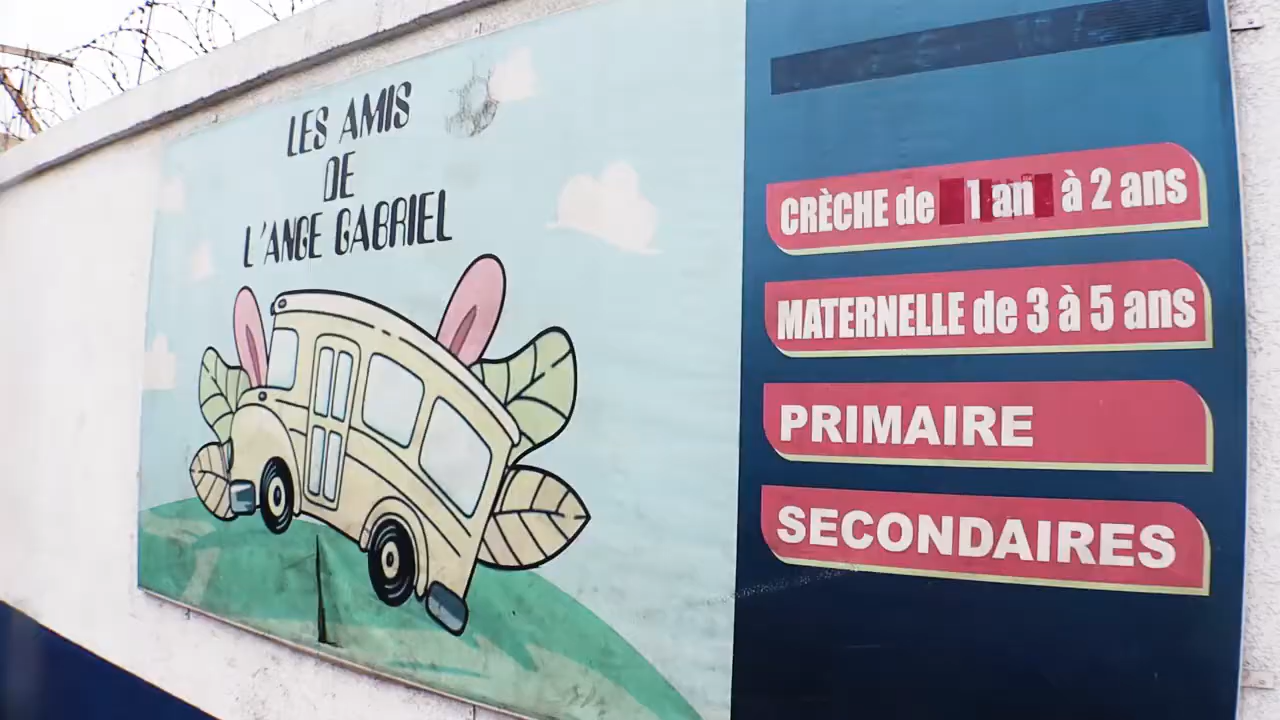 LES AMIS
DE
L'ANGE GABRIEL
CRÈCHE de 1 an à 2 ans
MATERNELLE de 3 à 5 ans
PRIMAIRE
SECONDAIRES